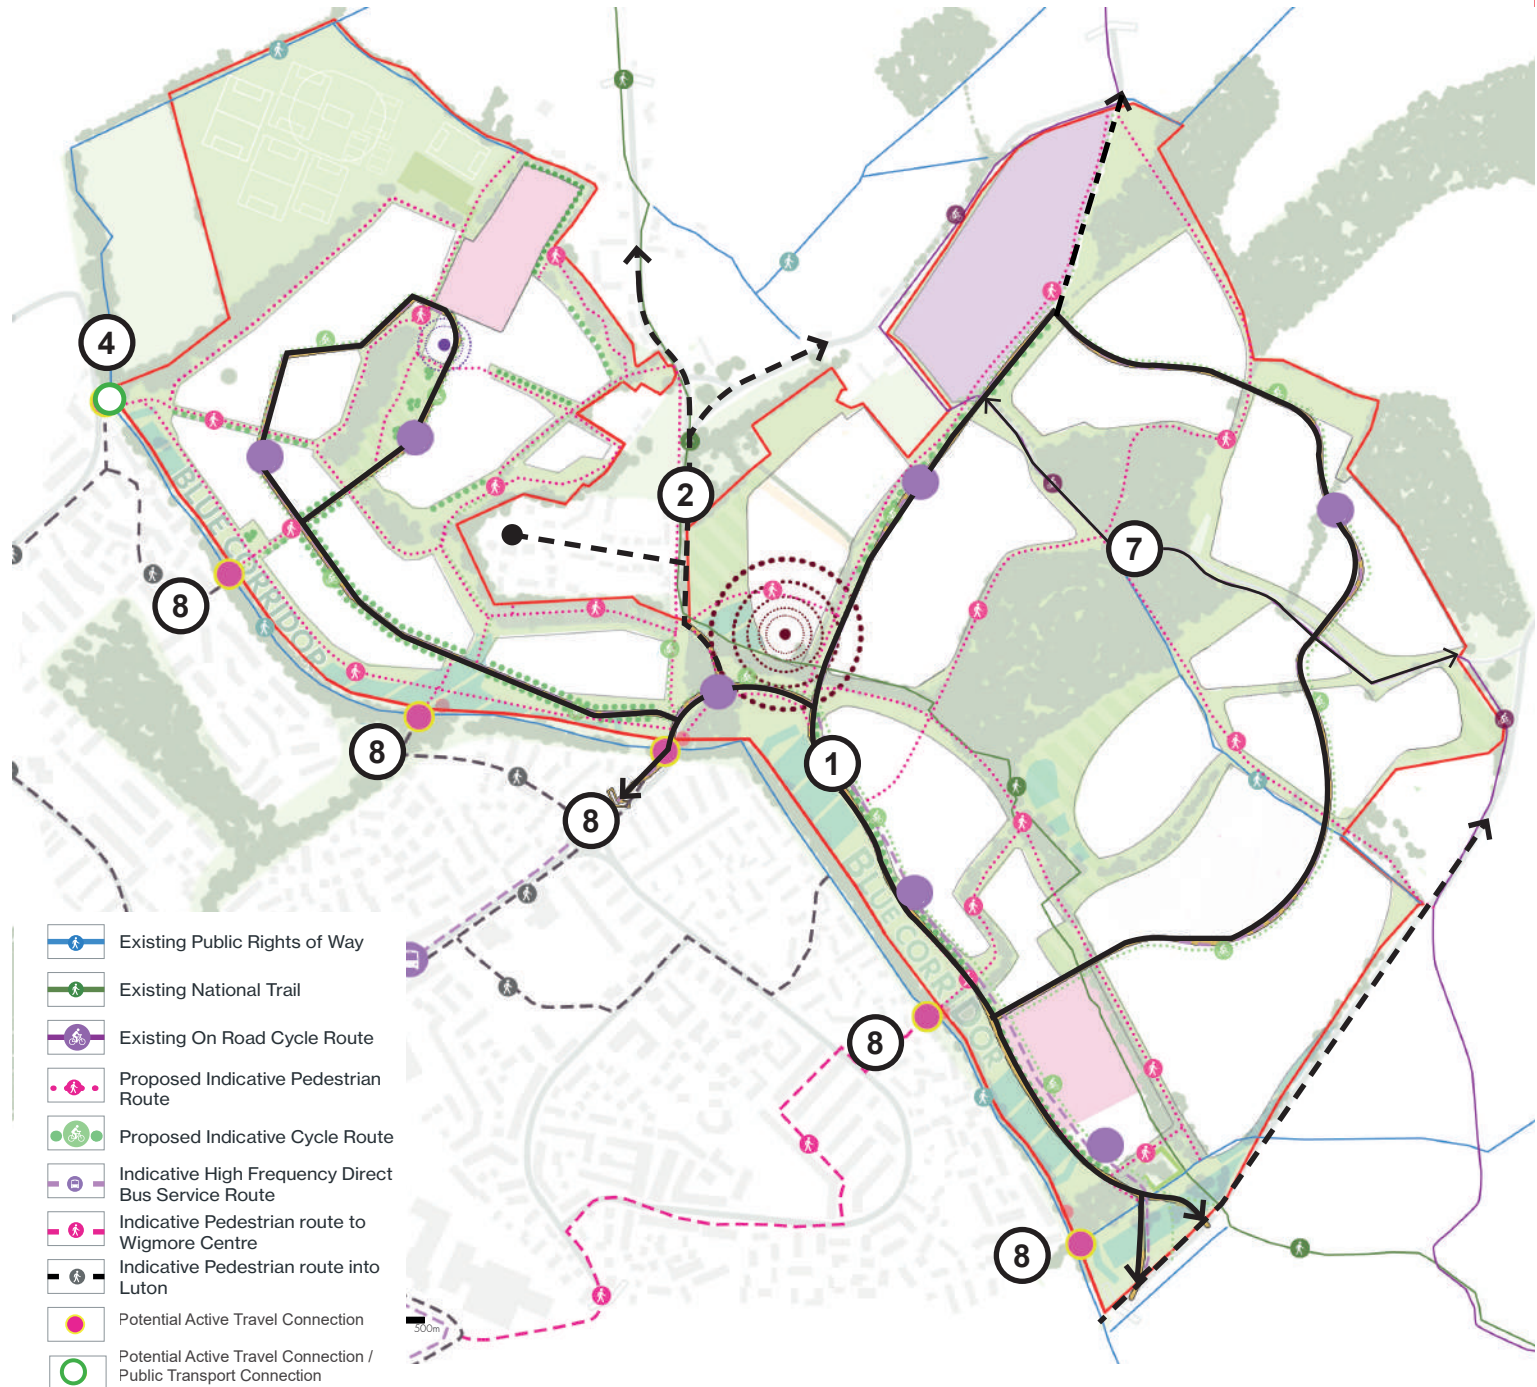 4
2
7
8
BLUE CORRIDOR
8
1
8
BLUE CORRIDOR
8
8
Existing Public Rights of Way
Existing National Trail
Existing On Road Cycle Route
Proposed Indicative Pedestrian
Route
Proposed Indicative Cycle Route
Indicative High Frequency Direct
Bus Service Route
Indicative Pedestrian route to
Wigmore Centre
Indicative Pedestrian route into
Luton
Potential Active Travel Connection
Potential Active Travel Connection /
Public Transport Connection
500m